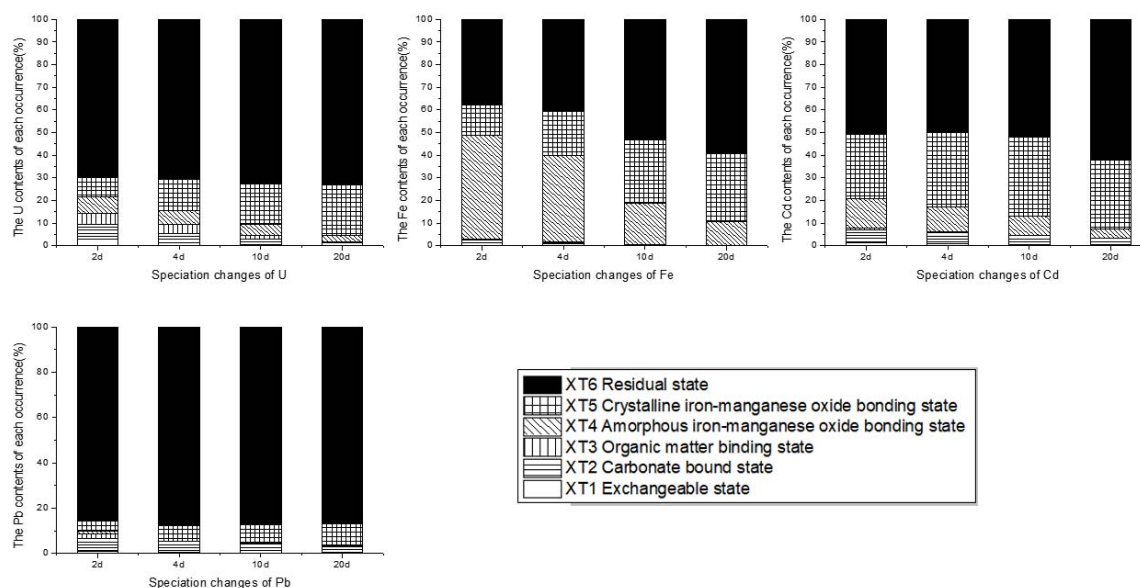 The U contents of each occurrence(%)
100
90
80
70
60
50
40
30
20
10
0
2d 4d 10d 20d
Speciation changes of U
The Fe contents of each occurrence(%)
100
90
80
70
60
50
40
30
20
10
0
2d 4d 10d 20d
Speciation changes of Fe
The Cd contents of each occurrence(%)
100
90
80
70
60
50
40
30
20
10
0
2d 4d 10d 20d
Speciation changes of Cd
The Pb contents of each occurrence(%)
100
80
60
40
20
0
2d 4d 10d 20d
Speciation changes of Pb
XT6 Residual state
XT5 Crystalline iron-manganese oxide bonding state
XT4 Amorphous iron-manganese oxide bonding state
XT3 Organic matter binding state
XT2 Carbonate bound state
XT1 Exchangeable state